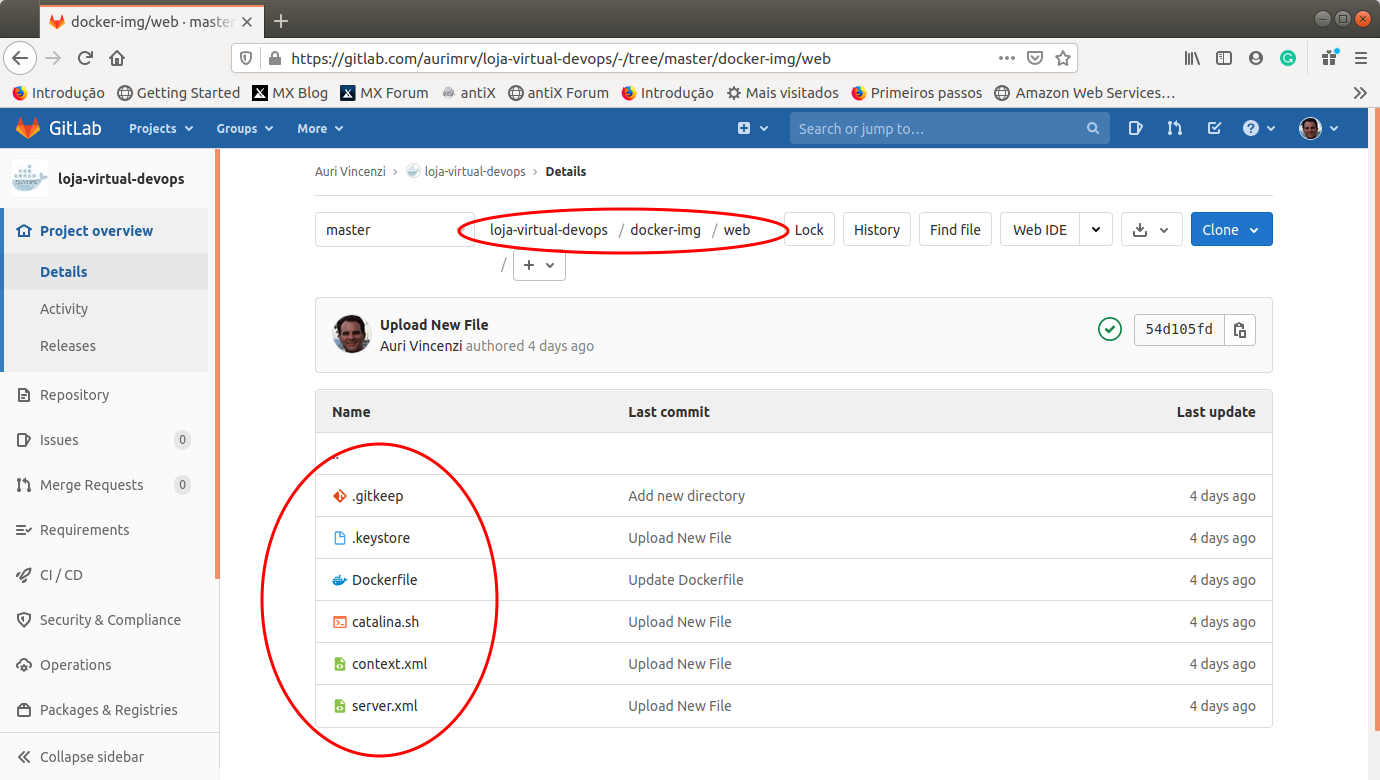 docker-img/web · master
https://gitlab.com/aurimrv/loja-virtual-devops/-/tree/master/docker-img/web
Introdução Getting Started MX Blog MX Forum antiX antiX Forum Introdução Mais visitados Primeiros passos Amazon Web Services…
GitLab Projects Groups More Search or jump to…
DEVOPS loja-virtual-devops
Auri Vincenzi › loja-virtual-devops › Details
Project overview
Details
Activity
Releases
Repository
Issues 0
Merge Requests 0
Requirements
CI / CD
Security & Compliance
Operations
Packages & Registries
Collapse sidebar
master loja-virtual-devops / docker-img / web Lock History Find file Web IDE Clone
/ +
Upload New File
Auri Vincenzi authored 4 days ago
54d105fd
Name Last commit Last update
..
.gitkeep Add new directory 4 days ago
.keystore Upload New File 4 days ago
Dockerfile Update Dockerfile 4 days ago
catalina.sh Upload New File 4 days ago
context.xml Upload New File 4 days ago
server.xml Upload New File 4 days ago